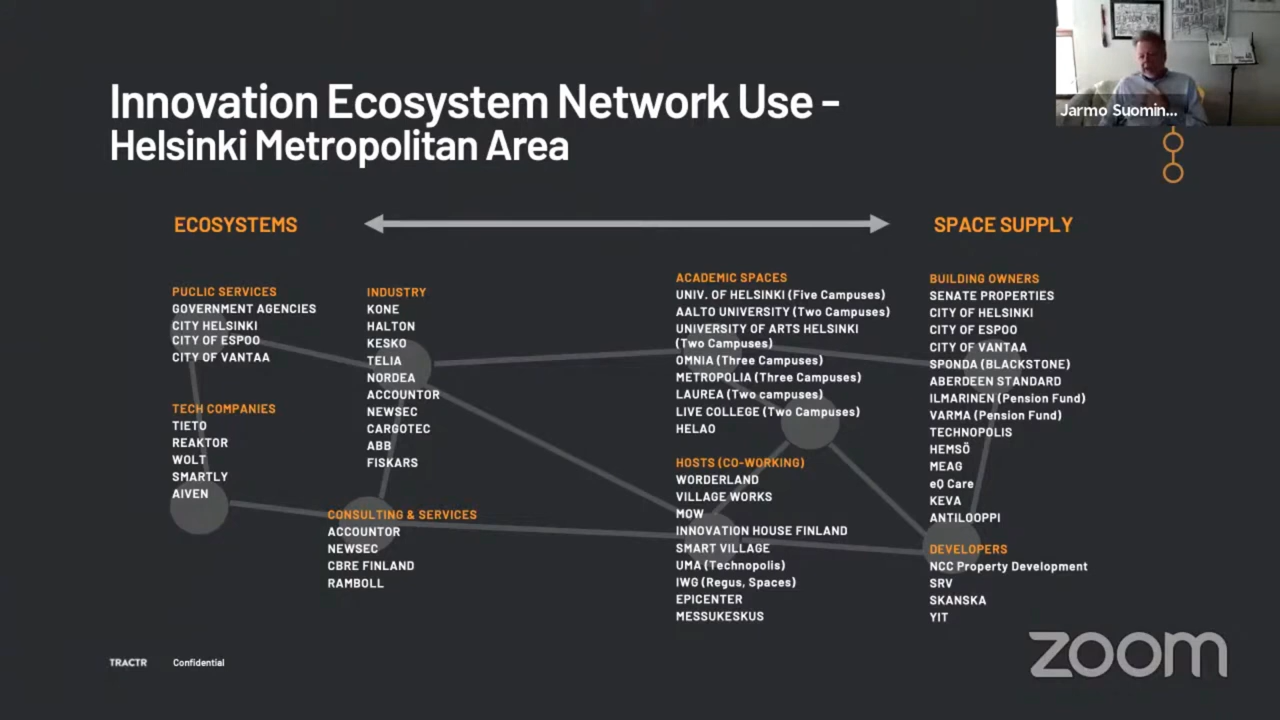 Innovation Ecosystem Network Use -
Helsinki Metropolitan Area
Jarmo Suomin...
ECOSYSTEMS
SPACE SUPPLY
PUCLIC SERVICES
GOVERNMENT AGENCIES
CITY HELSINKI
CITY OF ESPOO
CITY OF VANTAA
TECH COMPANIES
TIETO
REAKTOR
WOLT
SMARTLY
AIVEN
INDUSTRY
KONE
HALTON
KESKO
TELIA
NORDEA
ACCOUNTOR
NEWSEC
CARGOTEC
ABB
FISKARS
CONSULTING & SERVICES
ACCOUNTOR
NEWSEC
CBRE FINLAND
RAMBOLL
ACADEMIC SPACES
UNIV. OF HELSINKI (Five Campuses)
AALTO UNIVERSITY (Two Campuses)
UNIVERSITY OF ARTS HELSINKI
(Two Campuses)
OMNIA (Three Campuses)
METROPOLIA (Three Campuses)
LAUREA (Two campuses)
LIVE COLLEGE (Two Campuses)
HELAO
HOSTS (CO-WORKING)
WORDERLAND
VILLAGE WORKS
MOW
INNOVATION HOUSE FINLAND
SMART VILLAGE
UMA (Technopolis)
IWG (Regus, Spaces)
EPICENTER
MESSUKESKUS
BUILDING OWNERS
SENATE PROPERTIES
CITY OF HELSINKI
CITY OF ESPOO
CITY OF VANTAA
SPONDA (BLACKSTONE)
ABERDEEN STANDARD
ILMARINEN (Pension Fund)
VARMA (Pension Fund)
TECHNOPOLIS
HEMSÖ
MEAG
eQ Care
KEVA
ANTILOOPPI
DEVELOPERS
NCC Property Development
SRV
SKANSKA
YIT
TRACTR Confidential
zoom